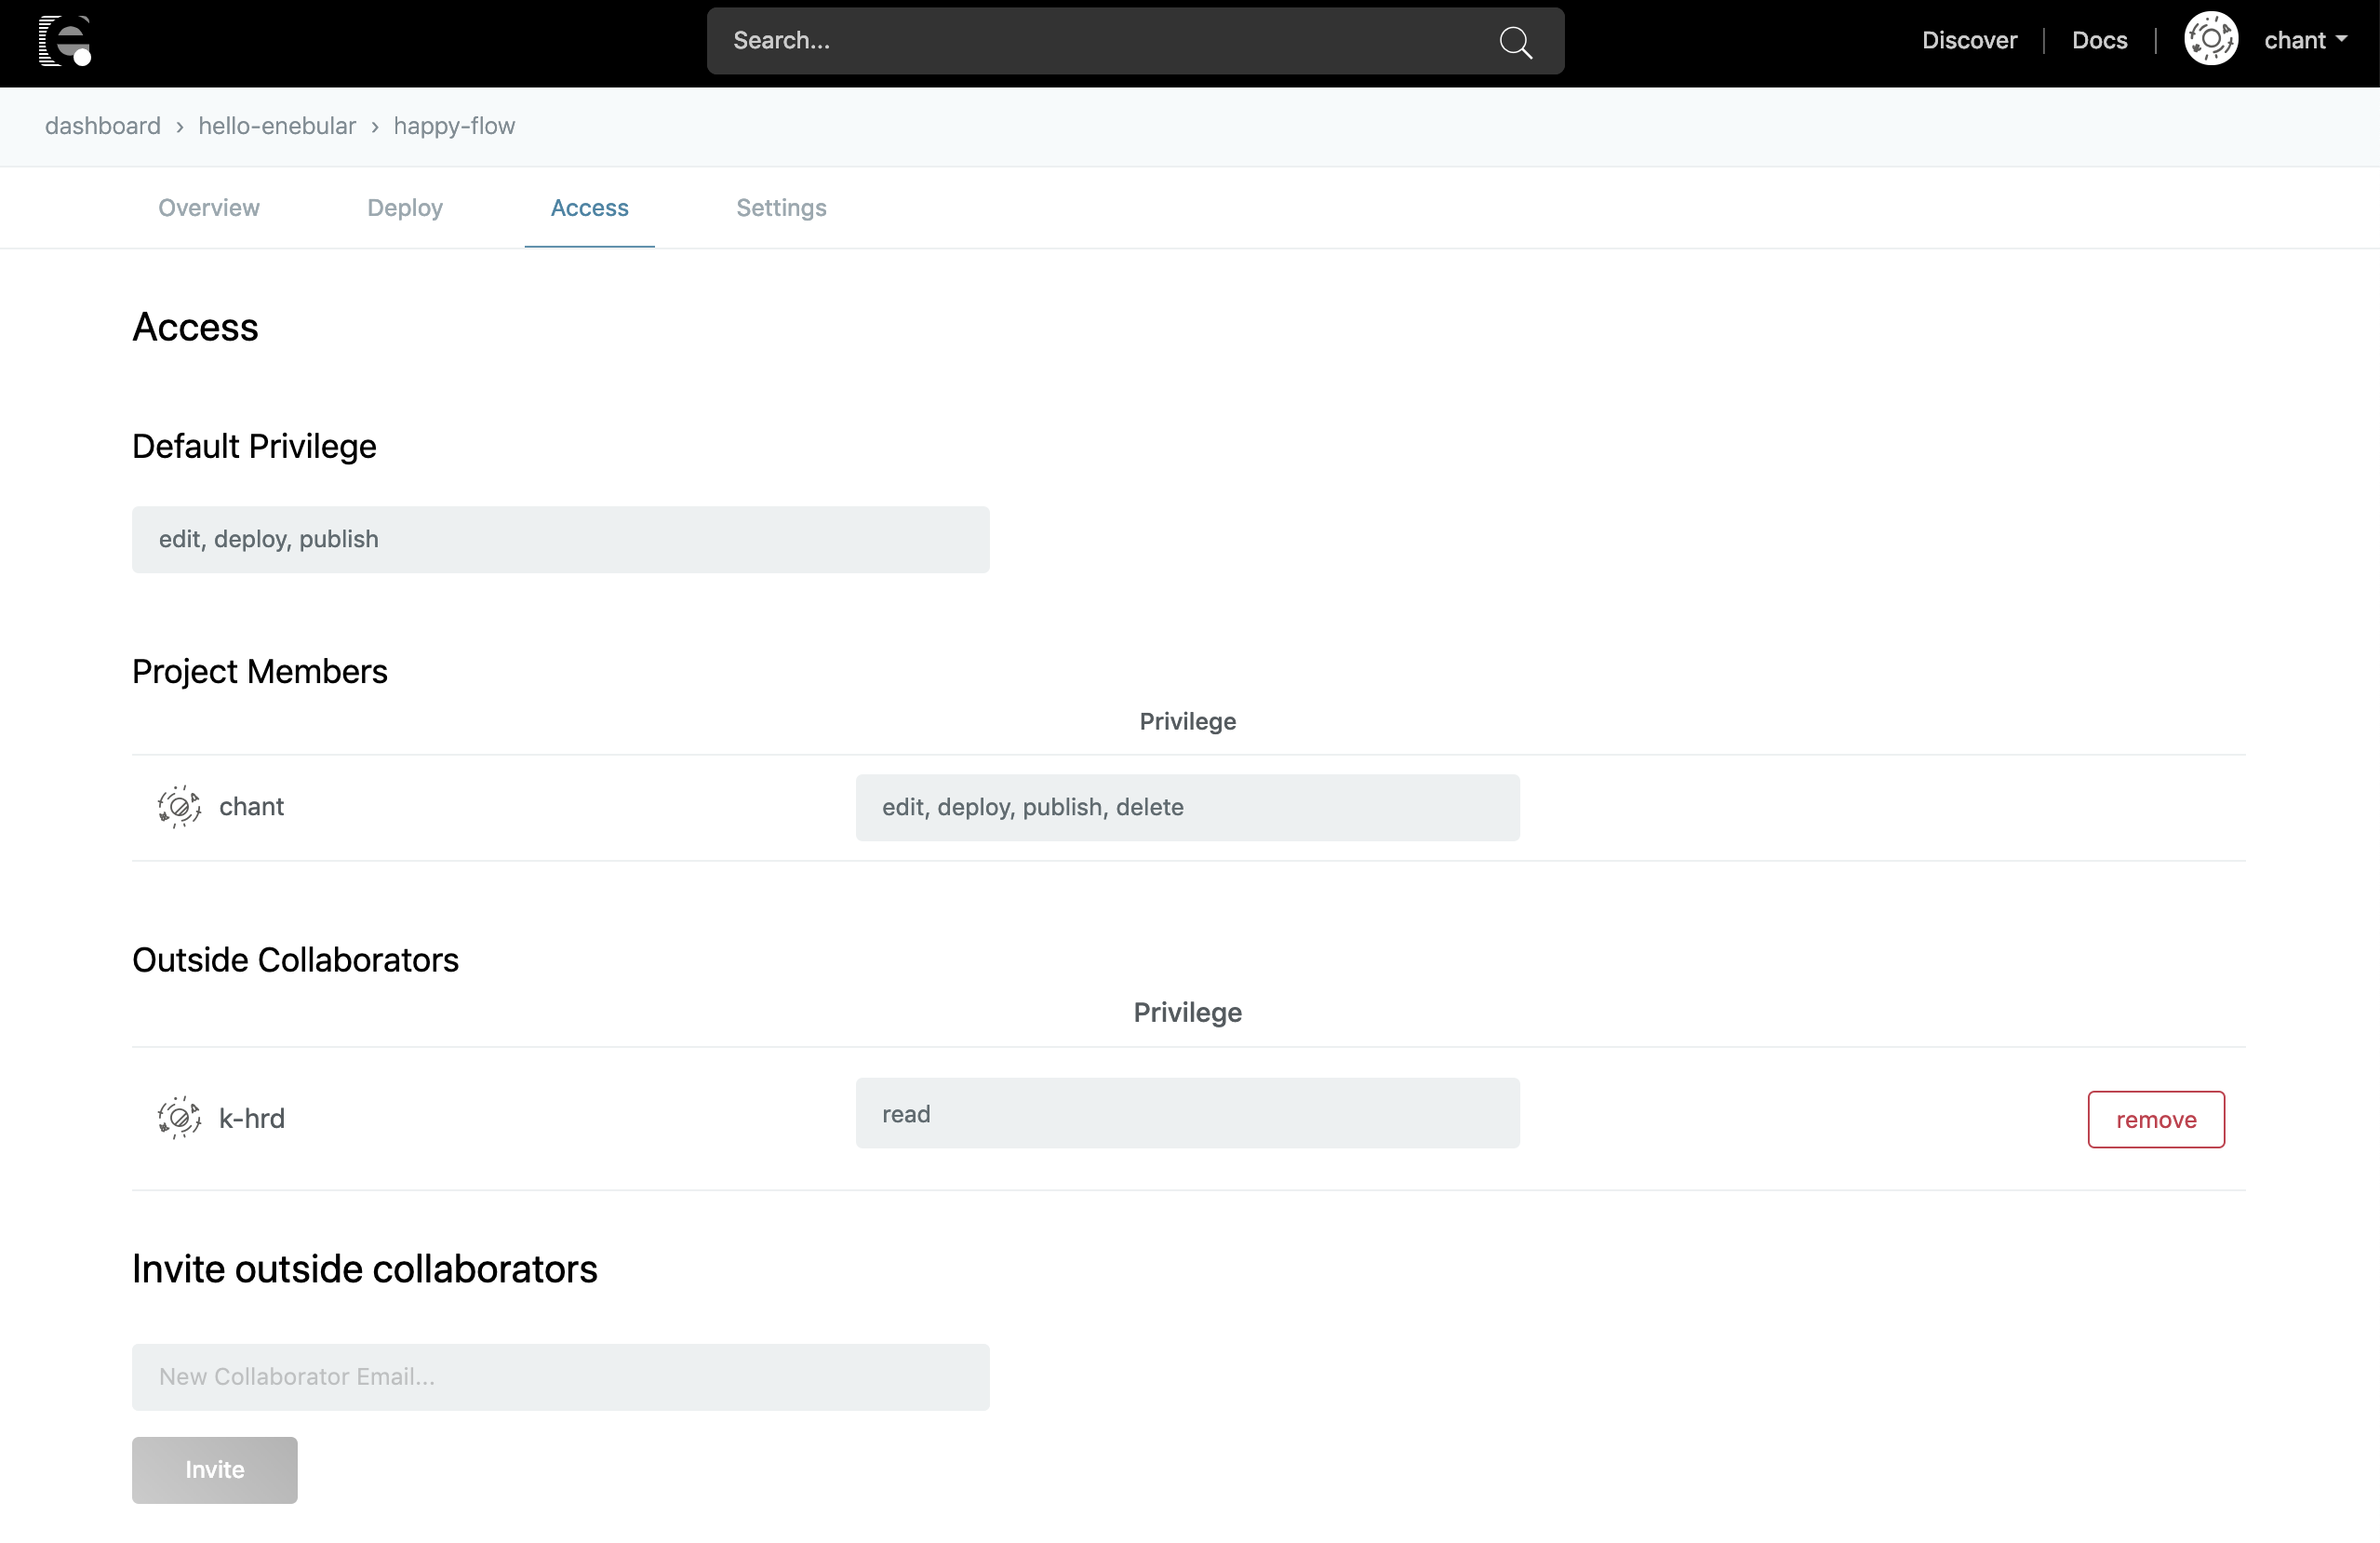 Search...
Discover | Docs | chant
dashboard › hello-enebular › happy-flow
Overview Deploy Access Settings
Access
Default Privilege
edit, deploy, publish
Project Members
Privilege
chant edit, deploy, publish, delete
Outside Collaborators
Privilege
k-hrd read remove
Invite outside collaborators
New Collaborator Email...
Invite